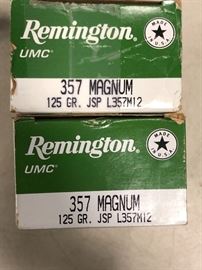 Remington
UMC
MADE IN U.S.A.
357 MAGNUM
125 GR. JSP L357M12
Remington
UMC
MADE IN U.S.A.
357 MAGNUM
125 GR. JSP L357M12